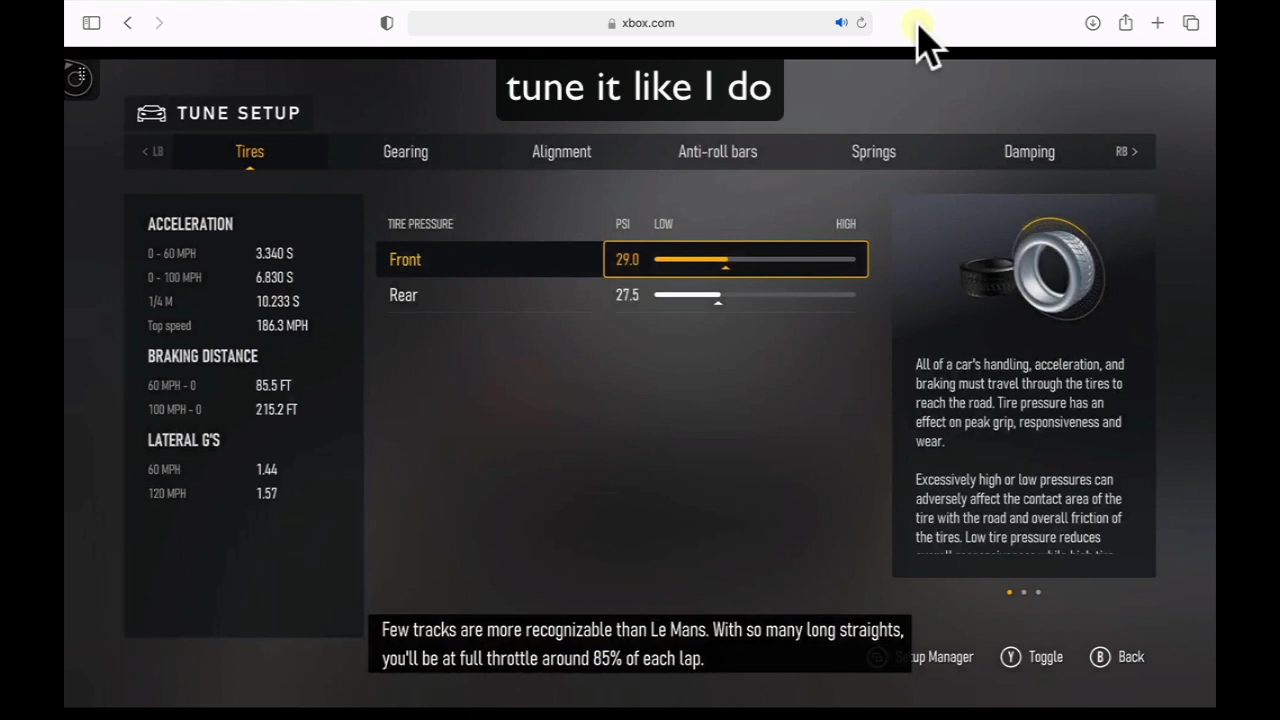 xbox.com
tune it like I do
TUNE SETUP
< LB Tires Gearing Alignment Anti-roll bars Springs Damping RB >
ACCELERATION
0 - 60 MPH 3.340 S
0 - 100 MPH 6.830 S
1/4 M 10.233 S
Top speed 186.3 MPH
BRAKING DISTANCE
60 MPH - 0 85.5 FT
100 MPH - 0 215.2 FT
LATERAL G'S
60 MPH 1.44
120 MPH 1.57
TIRE PRESSURE PSI LOW HIGH
Front 29.0
Rear 27.5
All of a car's handling, acceleration, and
braking must travel through the tires to
reach the road. Tire pressure has an
effect on peak grip, responsiveness and
wear.
Excessively high or low pressures can
adversely affect the contact area of the
tire with the road and overall friction of
the tires. Low tire pressure reduces
Few tracks are more recognizable than Le Mans. With so many long straights,
you'll be at full throttle around 85% of each lap.
Manager Y Toggle B Back